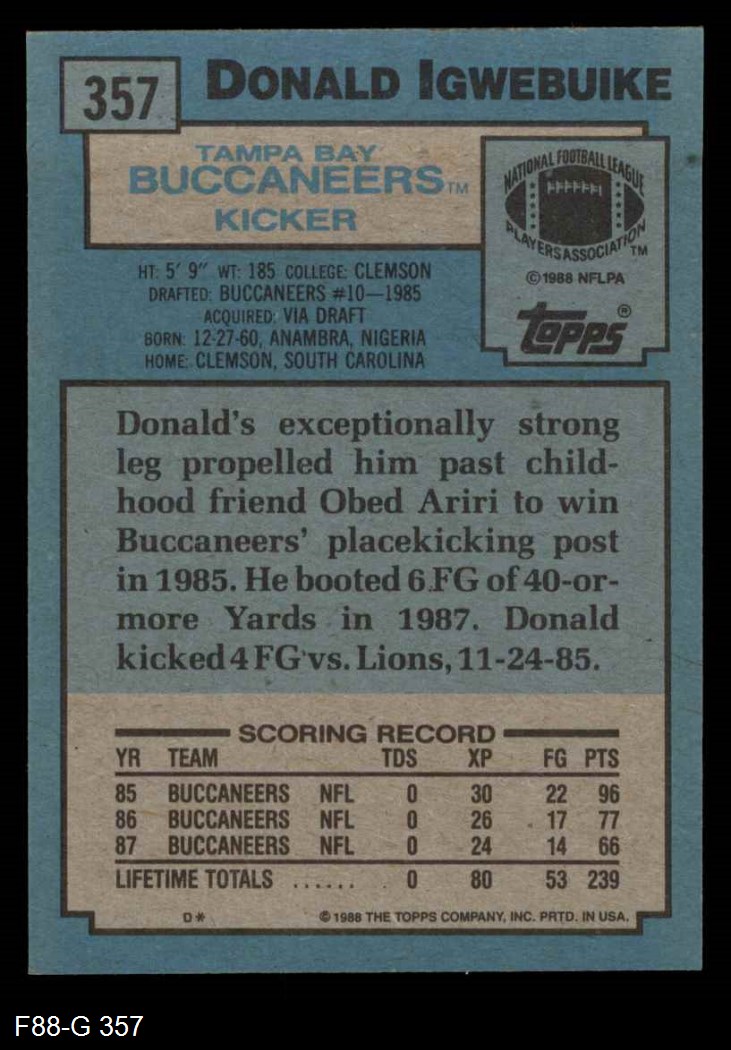 357
DONALD IGWEBUIKE
TAMPA BAY
BUCCANEERS™
KICKER
NATIONAL FOOTBALL LEAGUE
PLAYERS ASSOCIATION™
©1988 NFLPA
topps®
HT: 5' 9" WT: 185 COLLEGE: CLEMSON
DRAFTED: BUCCANEERS #10—1985
ACQUIRED: VIA DRAFT
BORN: 12-27-60, ANAMBRA, NIGERIA
HOME: CLEMSON, SOUTH CAROLINA
Donald's exceptionally strong
leg propelled him past child-
hood friend Obed Ariri to win
Buccaneers' placekicking post
in 1985. He booted 6 FG of 40-or-
more Yards in 1987. Donald
kicked 4 FG vs. Lions, 11-24-85.
SCORING RECORD
YR TEAM TDS XP FG PTS
85 BUCCANEERS NFL 0 30 22 96
86 BUCCANEERS NFL 0 26 17 77
87 BUCCANEERS NFL 0 24 14 66
LIFETIME TOTALS ...... 0 80 53 239
D* ©1988 THE TOPPS COMPANY, INC. PRTD. IN USA.
F88-G 357